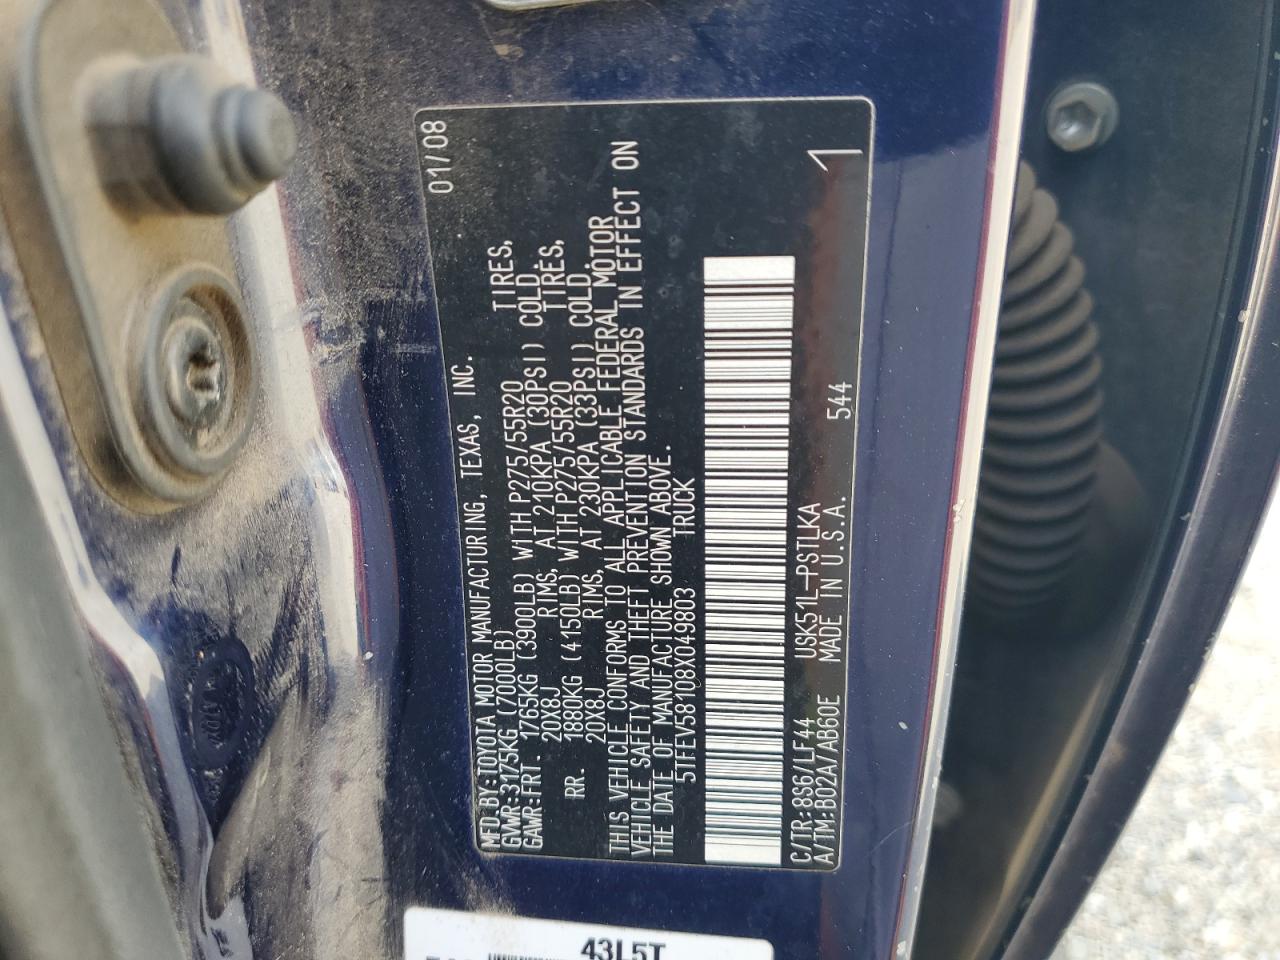 01/08
MFD.BY:TOYOTA MOTOR MANUFACTURING, TEXAS, INC.
GVWR:3175KG (7000LB)
GAWR:FRT. 1765KG (3900LB) WITH P275/55R20 TIRES,
20X8J RIMS, AT 210KPA (30PSI) COLD.
RR. 1880KG (4150LB) WITH P275/55R20 TIRES,
20X8J RIMS, AT 230KPA (33PSI) COLD.
THIS VEHICLE CONFORMS TO ALL APPLICABLE FEDERAL MOTOR
VEHICLE SAFETY AND THEFT PREVENTION STANDARDS IN EFFECT ON
THE DATE OF MANUFACTURE SHOWN ABOVE.
5TFEV58108X049803 TRUCK
C/TR:8S6/LF44 USK51L-PSTLKA
A/TM:B02A/AB60E MADE IN U.S.A. 544
1
43L5T